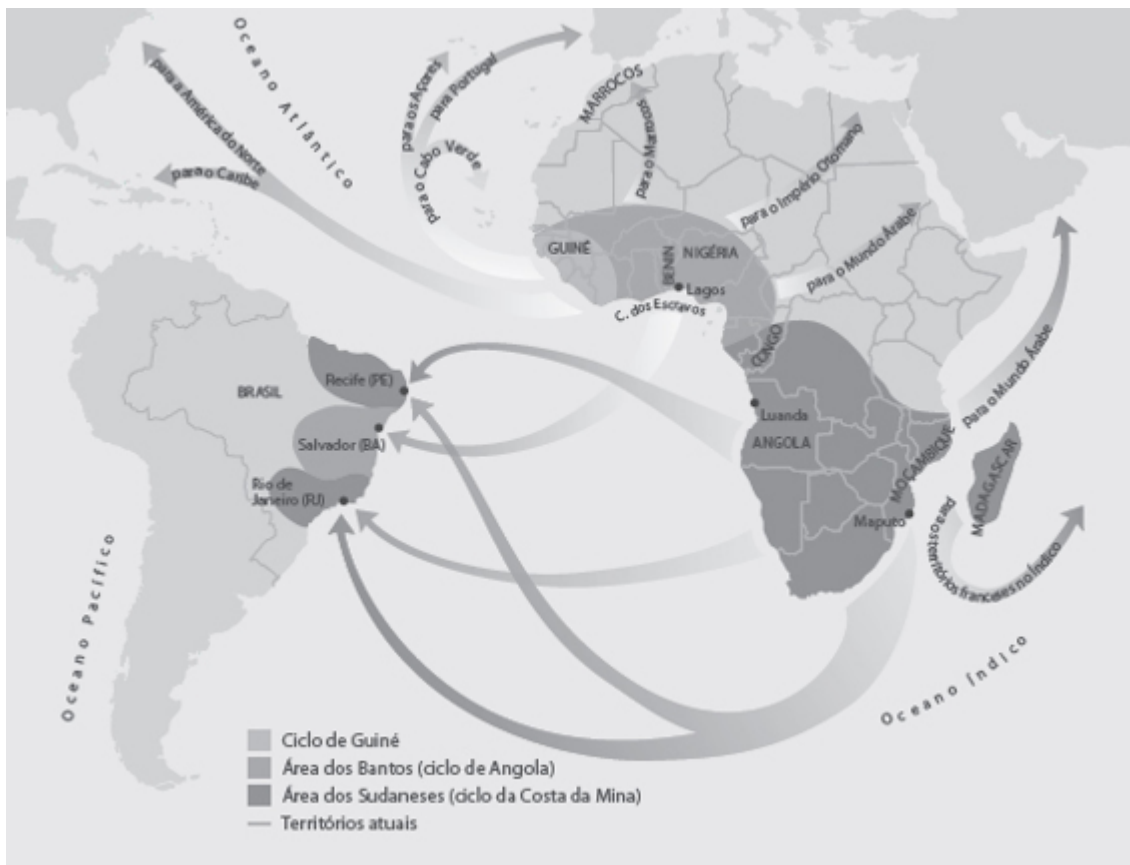 Oceano Atlântico
para a América do Norte
para o Caribe
para os Açores
para Portugal
para o Cabo Verde
MARROCOS
para o Marrocos
para o Império Otomano
para o Mundo Árabe
para o Mundo Árabe
GUINÉ
BENIN
NIGÉRIA
Lagos
C. dos Escravos
CONGO
Luanda
ANGOLA
MOÇAMBIQUE
Maputo
MADAGASCAR
para os territórios franceses no Índico
BRASIL
Recife (PE)
Salvador (BA)
Rio de
Janeiro (RJ)
Oceano Pacífico
Oceano Índico
Ciclo de Guiné
Área dos Bantos (ciclo de Angola)
Área dos Sudaneses (ciclo da Costa da Mina)
Territórios atuais